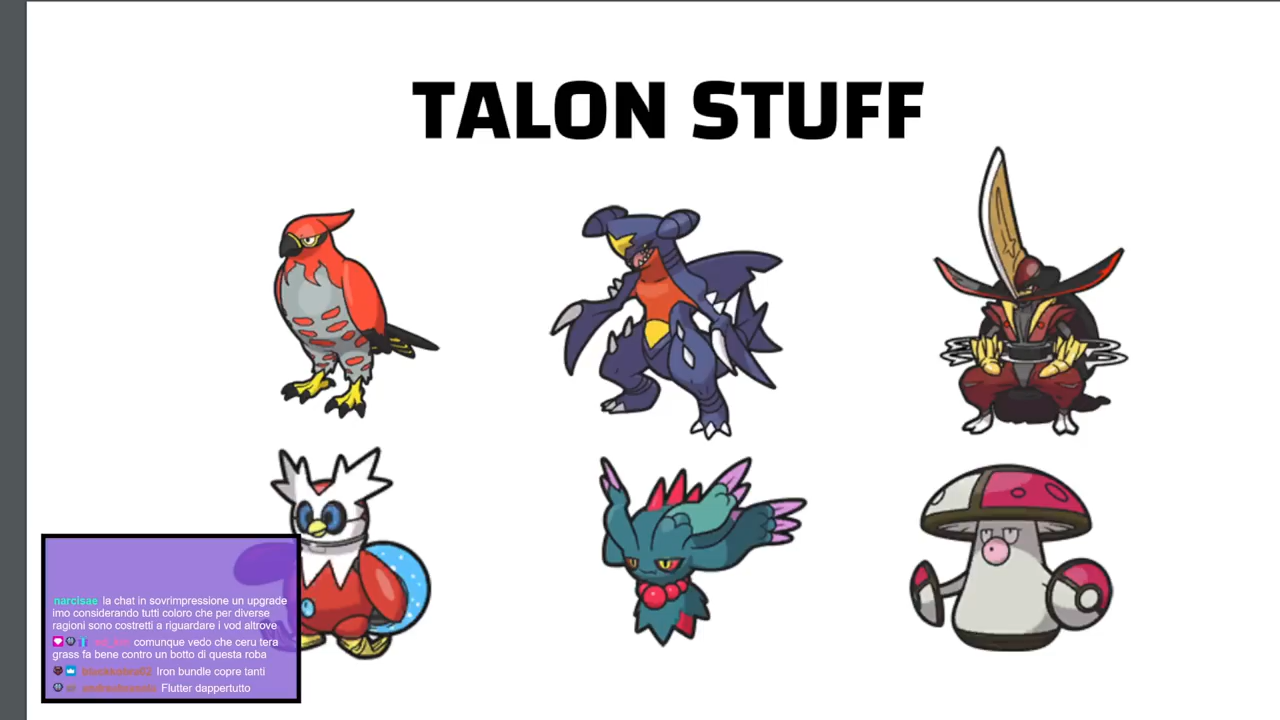 TALON STUFF
narcisae la chat in sovrimpressione un upgrade
imo considerando tutti coloro che per diverse
ragioni sono costretti a riguardare i vod altrove
comunque vedo che ceru tera
grass fa bene contro un botto di questa roba
Iron bundle copre tanti
Flutter dappertutto